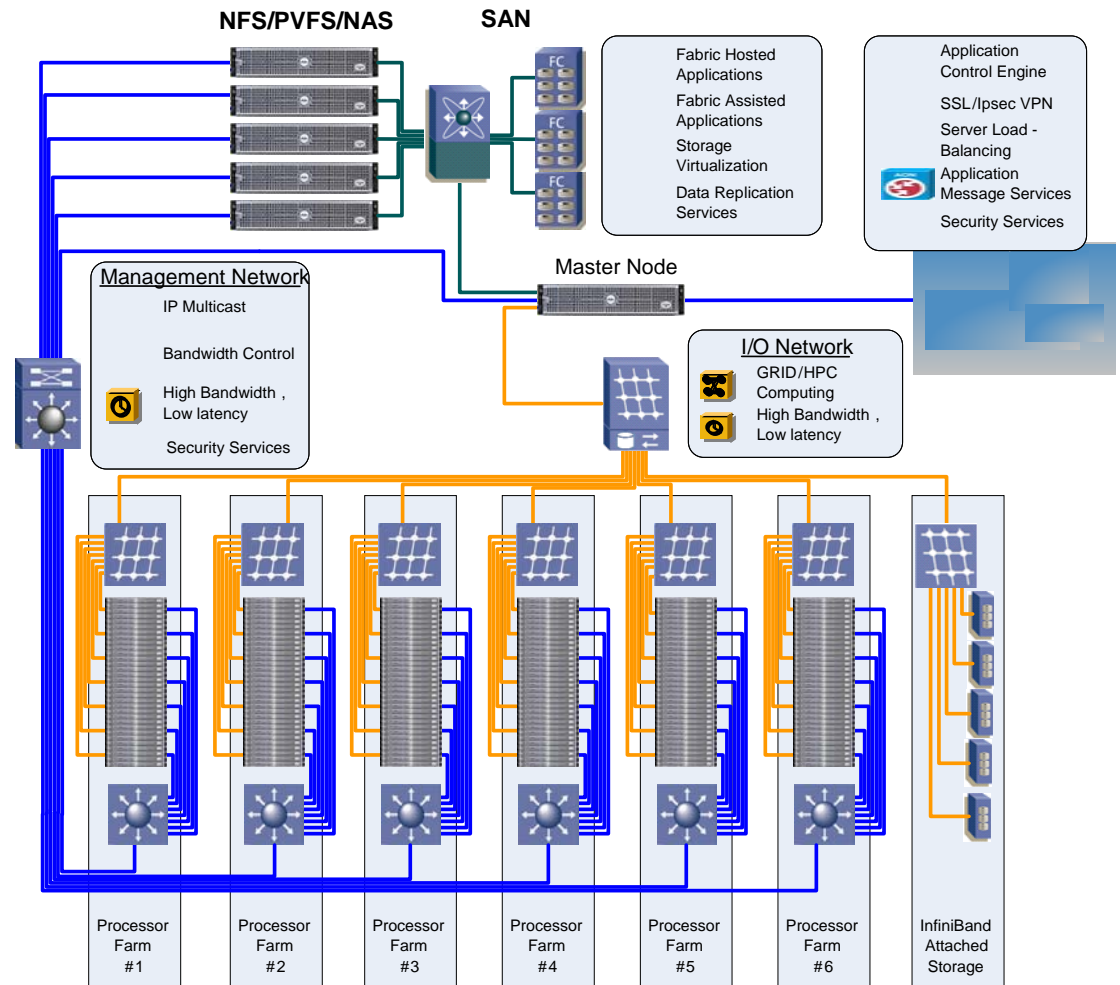 NFS/PVFS/NAS
SAN
FC
FC
FC
Fabric Hosted
Applications
Fabric Assisted
Applications
Storage
Virtualization
Data Replication
Services
Application
Control Engine
SSL/Ipsec VPN
Server Load -
Balancing
AON
Application
Message Services
Security Services
Management Network
IP Multicast
Bandwidth Control
High Bandwidth ,
Low latency
Security Services
Master Node
I/O Network
GRID/HPC
Computing
High Bandwidth ,
Low latency
Processor
Farm
#1
Processor
Farm
#2
Processor
Farm
#3
Processor
Farm
#4
Processor
Farm
#5
Processor
Farm
#6
InfiniBand
Attached
Storage